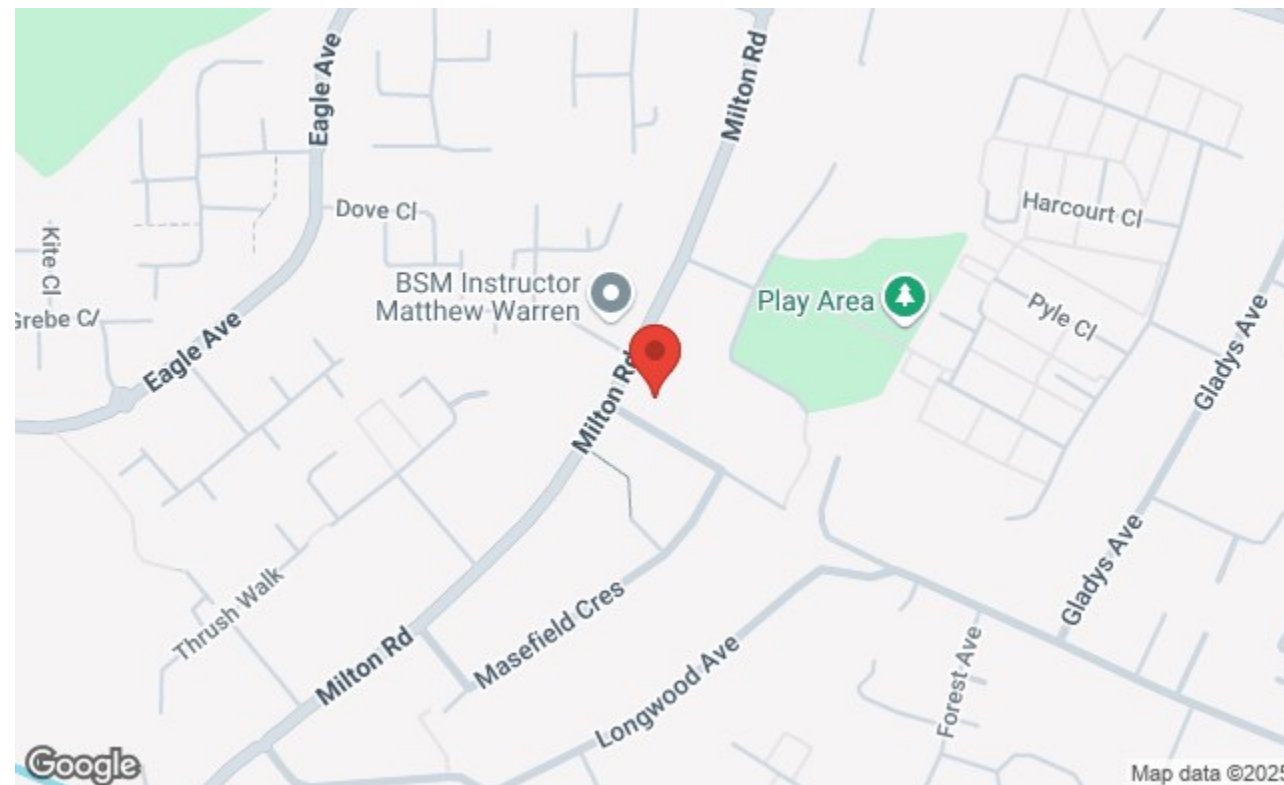 Eagle Ave
Milton Rd
Dove Cl
Harcourt Cl
Kite Cl
BSM Instructor
Matthew Warren
Play Area
Grebe C/
Pyle Cl
Eagle Ave
Milton Rd
Gladys Ave
Gladys Ave
Thrush Walk
Masefield Cres
Milton Rd
Longwood Ave
Forest Ave
Google
Map data ©2025